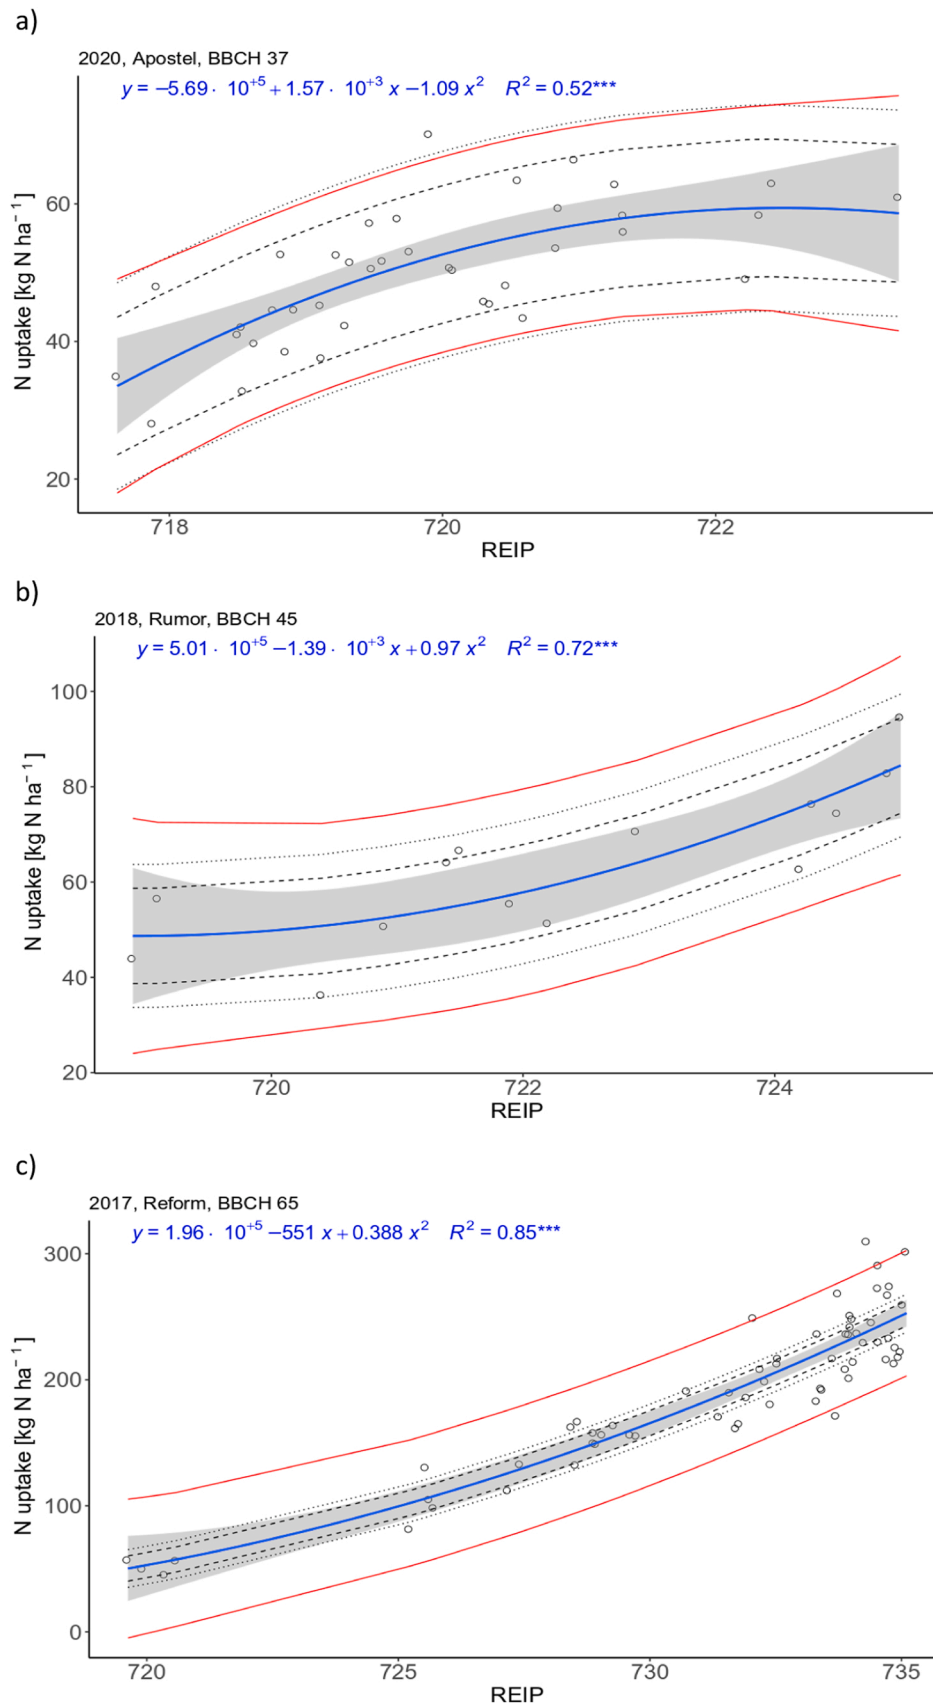 a)
2020, Apostel, BBCH 37
y = −5.69 · 10⁺⁵ + 1.57 · 10⁺³ x − 1.09 x² R² = 0.52***
N uptake [kg N ha⁻¹]
60
40
20
718 720 722
REIP
b)
2018, Rumor, BBCH 45
y = 5.01 · 10⁺⁵ − 1.39 · 10⁺³ x + 0.97 x² R² = 0.72***
N uptake [kg N ha⁻¹]
100
80
60
40
20
720 722 724
REIP
c)
2017, Reform, BBCH 65
y = 1.96 · 10⁺⁵ − 551 x + 0.388 x² R² = 0.85***
N uptake [kg N ha⁻¹]
300
200
100
0
720 725 730 735
REIP